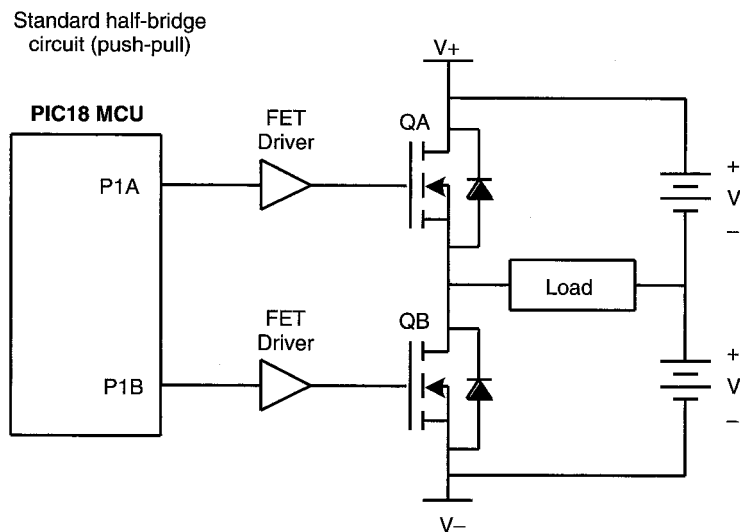 Standard half-bridge
circuit (push-pull)
PIC18 MCU
P1A
P1B
FET
Driver
FET
Driver
QA
QB
V+
V–
Load
+
V
–
+
V
–